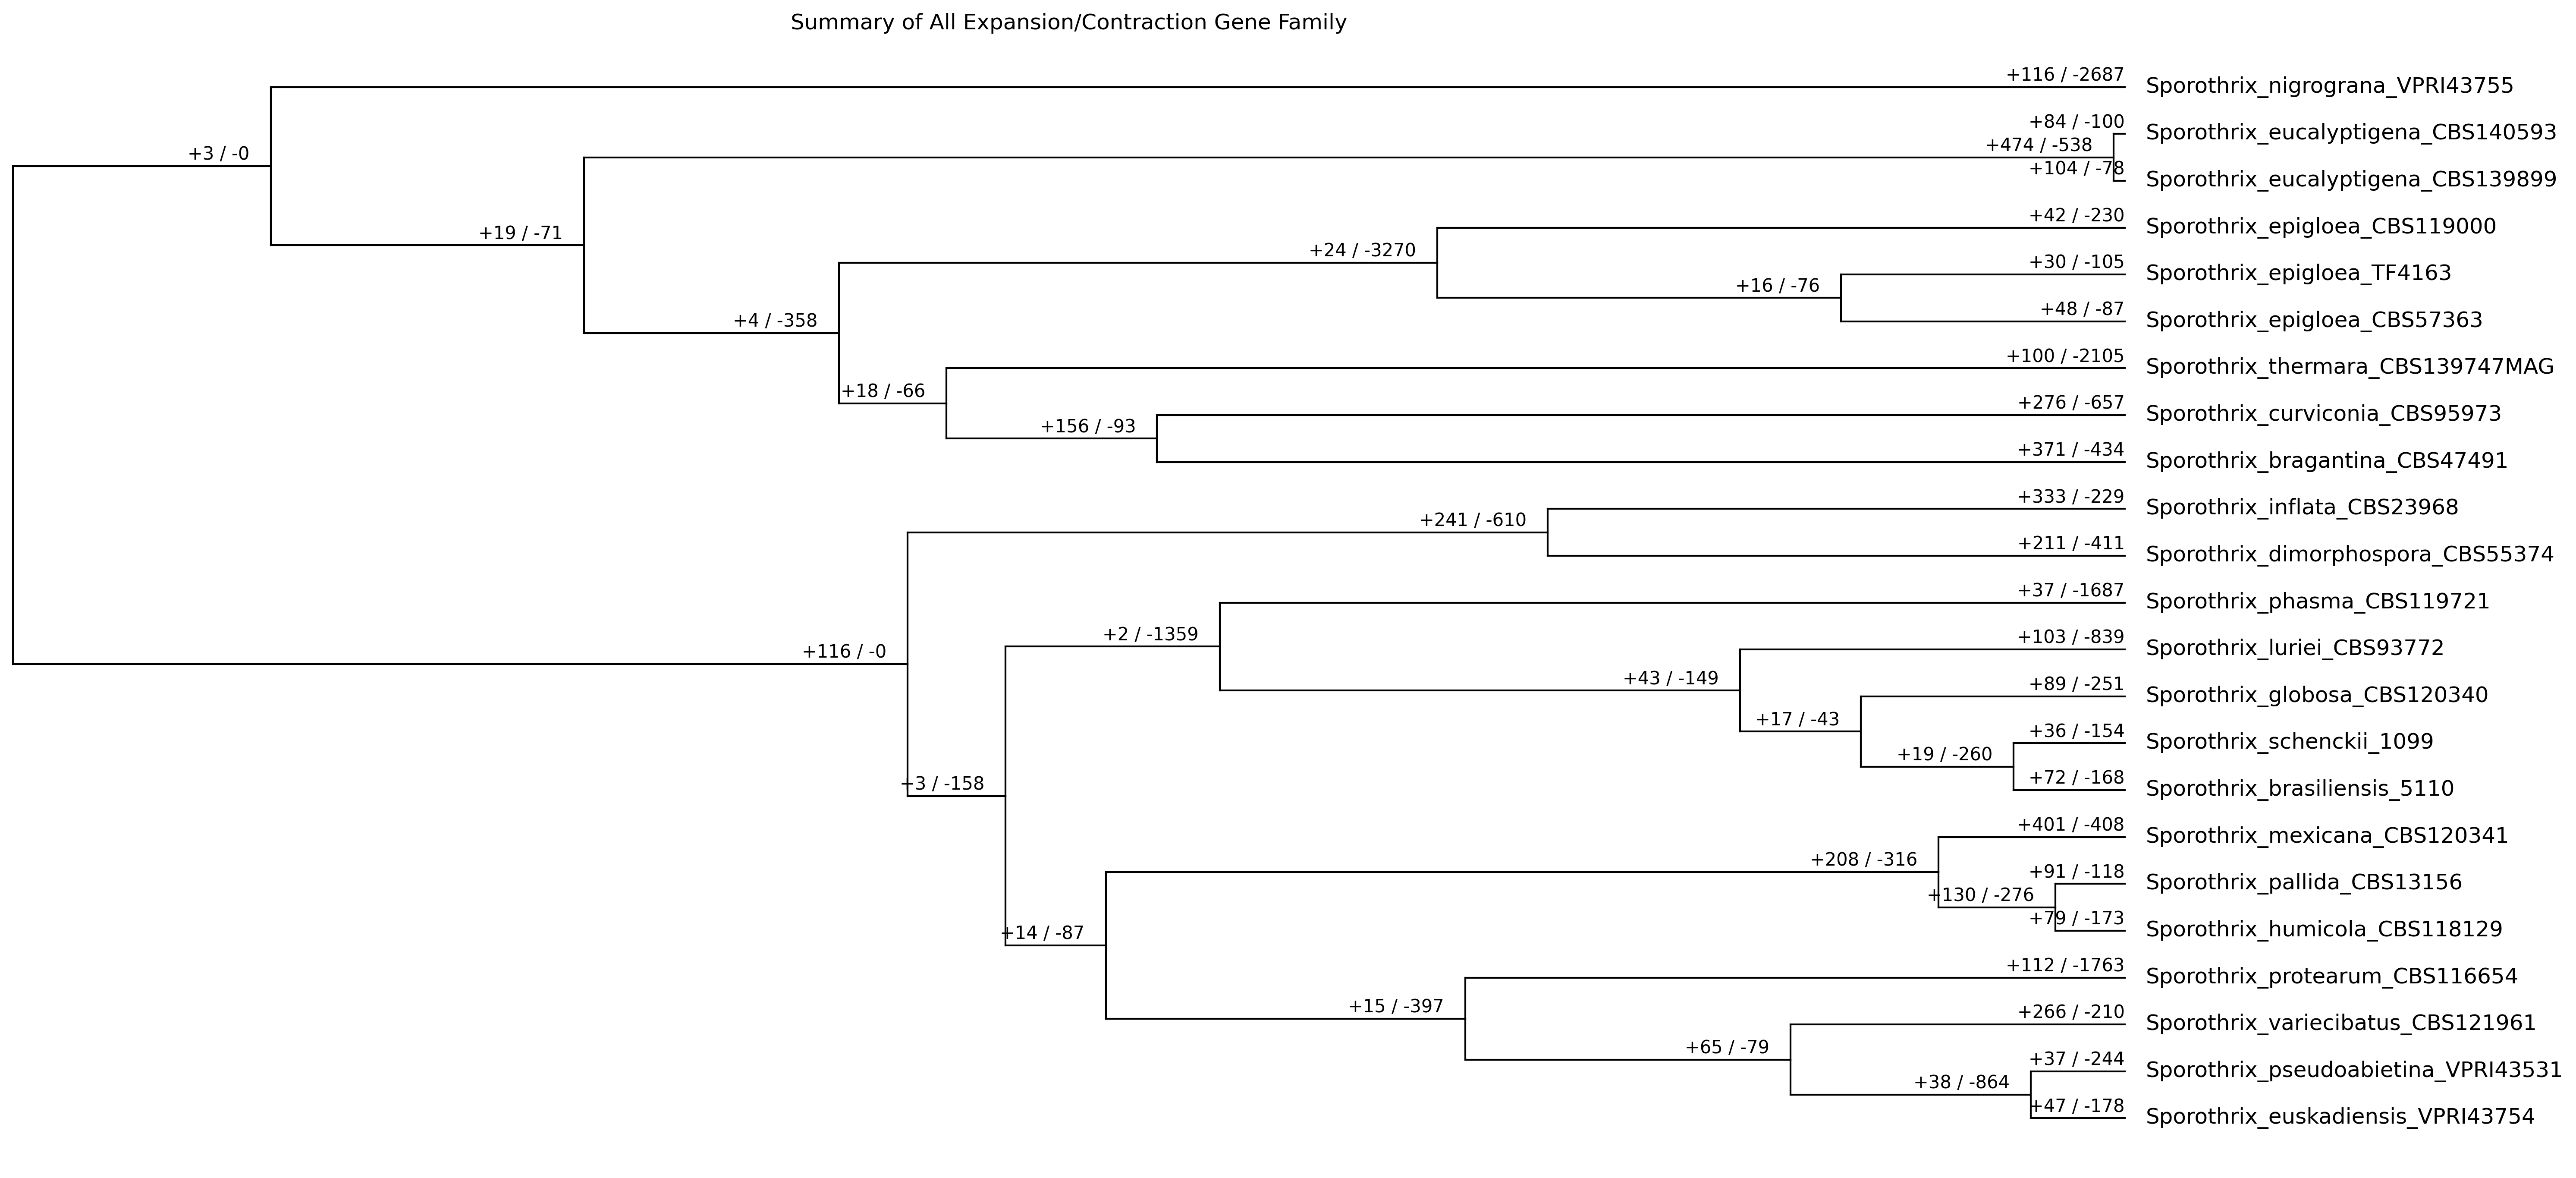 Summary of All Expansion/Contraction Gene Family
+116 / -2687 Sporothrix_nigrograna_VPRI43755
+84 / -100 Sporothrix_eucalyptigena_CBS140593
+474 / -538
+3 / -0
+104 / -78 Sporothrix_eucalyptigena_CBS139899
+42 / -230 Sporothrix_epigloea_CBS119000
+19 / -71
+24 / -3270
+30 / -105 Sporothrix_epigloea_TF4163
+16 / -76
+48 / -87 Sporothrix_epigloea_CBS57363
+4 / -358
+100 / -2105 Sporothrix_thermara_CBS139747MAG
+18 / -66
+276 / -657 Sporothrix_curviconia_CBS95973
+156 / -93
+371 / -434 Sporothrix_bragantina_CBS47491
+333 / -229 Sporothrix_inflata_CBS23968
+241 / -610
+211 / -411 Sporothrix_dimorphospora_CBS55374
+37 / -1687 Sporothrix_phasma_CBS119721
+2 / -1359
+103 / -839 Sporothrix_luriei_CBS93772
+116 / -0
+43 / -149
+89 / -251 Sporothrix_globosa_CBS120340
+17 / -43
+36 / -154 Sporothrix_schenckii_1099
+19 / -260
+72 / -168 Sporothrix_brasiliensis_5110
+3 / -158
+401 / -408 Sporothrix_mexicana_CBS120341
+208 / -316
+91 / -118 Sporothrix_pallida_CBS13156
+130 / -276
+79 / -173 Sporothrix_humicola_CBS118129
+14 / -87
+112 / -1763 Sporothrix_protearum_CBS116654
+15 / -397
+266 / -210 Sporothrix_variecibatus_CBS121961
+65 / -79
+37 / -244 Sporothrix_pseudoabietina_VPRI43531
+38 / -864
+47 / -178 Sporothrix_euskadiensis_VPRI43754